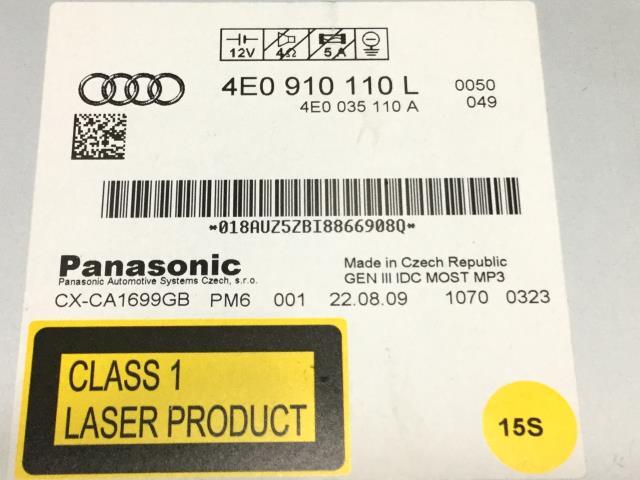 12V 4Ω 5A
4E0 910 110 L 0050
4E0 035 110 A 049
*018AUZ5ZBI8866908Q*
Panasonic Made in Czech Republic
Panasonic Automotive Systems Czech, s.r.o. GEN III IDC MOST MP3
CX-CA1699GB PM6 001 22.08.09 1070 0323
CLASS 1
LASER PRODUCT
15S